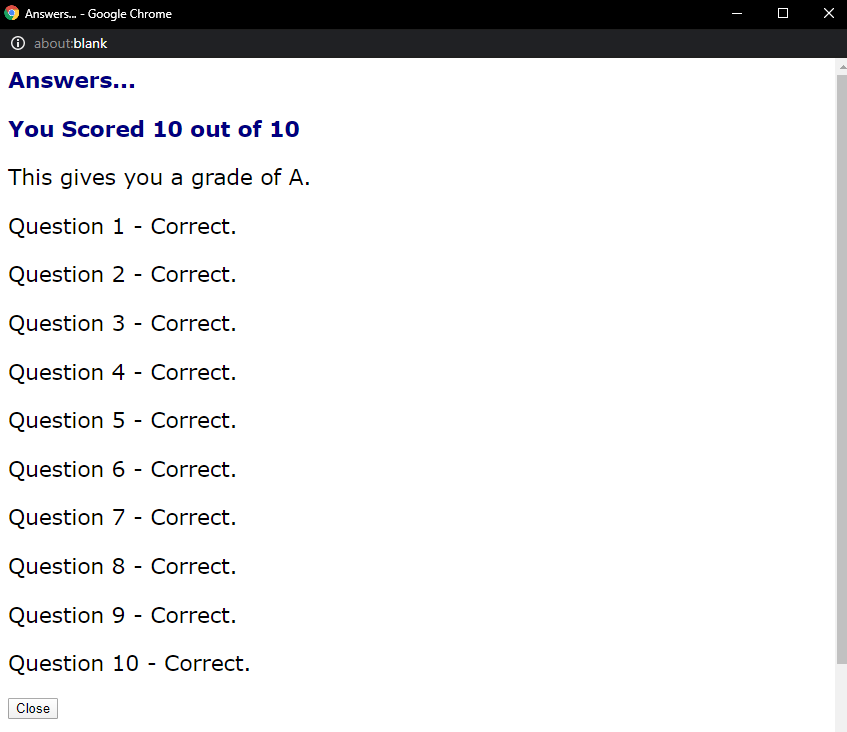 Answers... - Google Chrome
about:blank
Answers...
You Scored 10 out of 10
This gives you a grade of A.
Question 1 - Correct.
Question 2 - Correct.
Question 3 - Correct.
Question 4 - Correct.
Question 5 - Correct.
Question 6 - Correct.
Question 7 - Correct.
Question 8 - Correct.
Question 9 - Correct.
Question 10 - Correct.
Close